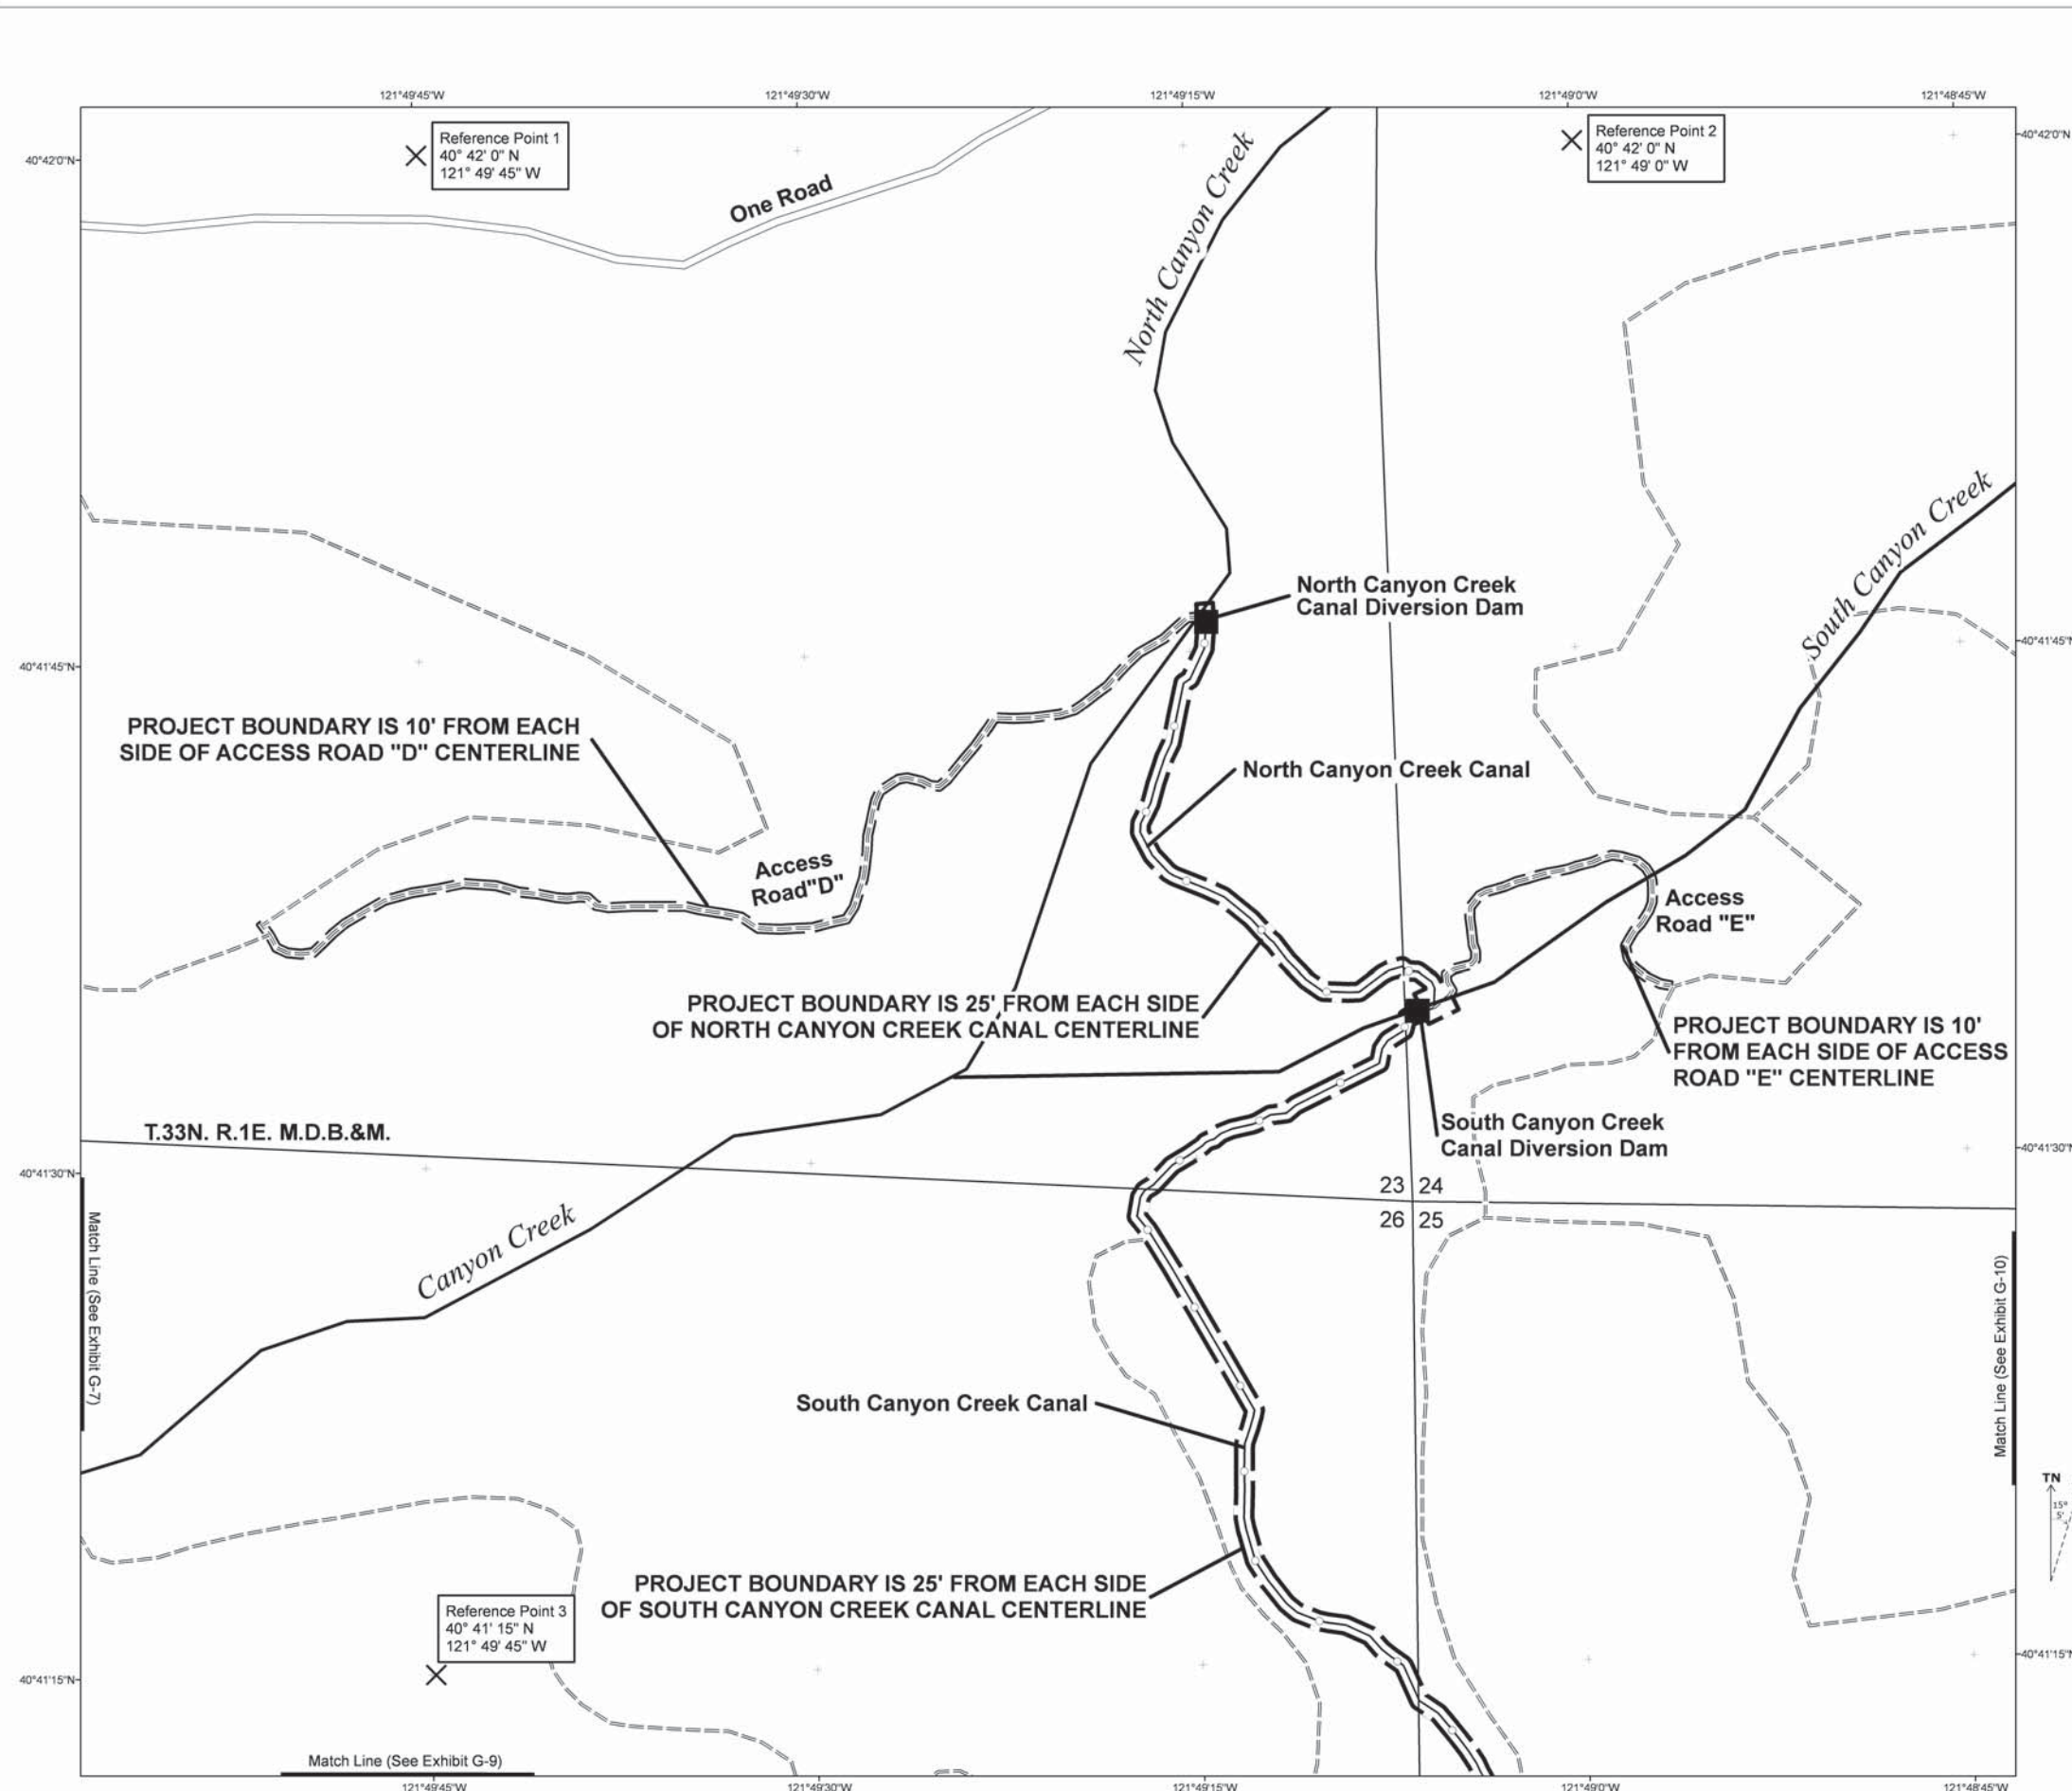 121°49'45"W
121°49'30"W
121°49'15"W
121°49'0"W
121°48'45"W
40°42'0"N
Reference Point 1
40° 42' 0" N
121° 49' 45" W
Reference Point 2
40° 42' 0" N
121° 49' 0" W
40°42'0"N
One Road
North Canyon Creek
South Canyon Creek
North Canyon Creek
Canal Diversion Dam
40°41'45"N
40°41'45"N
PROJECT BOUNDARY IS 10' FROM EACH
SIDE OF ACCESS ROAD "D" CENTERLINE
North Canyon Creek Canal
Access
Road"D"
Access
Road "E"
PROJECT BOUNDARY IS 25' FROM EACH SIDE
OF NORTH CANYON CREEK CANAL CENTERLINE
PROJECT BOUNDARY IS 10'
FROM EACH SIDE OF ACCESS
ROAD "E" CENTERLINE
T.33N. R.1E. M.D.B.&M.
South Canyon Creek
Canal Diversion Dam
40°41'30"N
40°41'30"N
23 24
26 25
Canyon Creek
Match Line (See Exhibit G-7)
Match Line (See Exhibit G-10)
South Canyon Creek Canal
TN
15°
5'
PROJECT BOUNDARY IS 25' FROM EACH SIDE
OF SOUTH CANYON CREEK CANAL CENTERLINE
Reference Point 3
40° 41' 15" N
121° 49' 45" W
40°41'15"N
40°41'15"N
Match Line (See Exhibit G-9)
121°49'45"W
121°49'30"W
121°49'15"W
121°49'0"W
121°48'45"W